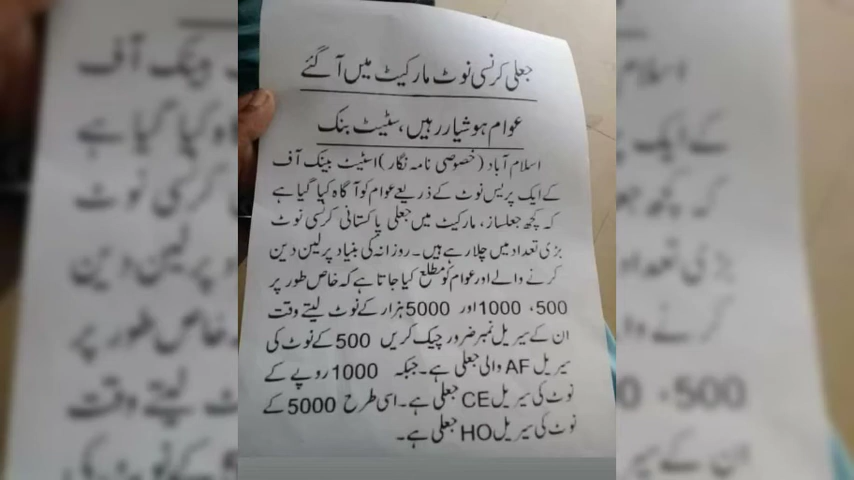 جعلی کرنسی نوٹ مارکیٹ میں آ گئے
عوام ہوشیار رہیں، سٹیٹ بنک
اسلام آباد (خصوصی نامہ نگار) اسٹیٹ بینک آف
کے ایک پریس نوٹ کے ذریعے عوام کو آگاہ کیا گیا ہے
کہ کچھ جعلساز، مارکیٹ میں جعلی پاکستانی کرنسی نوٹ
بڑی تعداد میں چلا رہے ہیں۔ روزانہ کی بنیاد پر لین دین
کرنے والے اور عوام کو مطلع کیا جاتا ہے کہ خاص طور پر
500، 1000 اور 5000 ہزار کے نوٹ لیتے وقت
ان کے سیریل نمبر ضرور چیک کریں 500 کے نوٹ کی
سیریل AF والی جعلی ہے۔ جبکہ 1000 روپے کے
نوٹ کی سیریل CE جعلی ہے۔ اسی طرح 5000 کے
نوٹ کی سیریل HO جعلی ہے۔